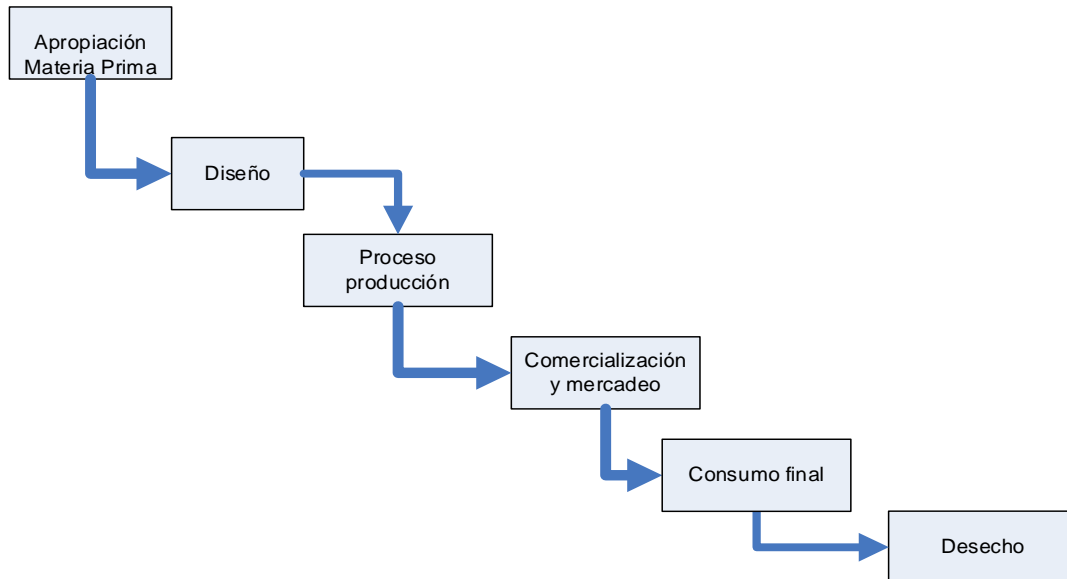 Apropiación
Materia Prima
Diseño
Proceso
producción
Comercialización
y mercadeo
Consumo final
Desecho